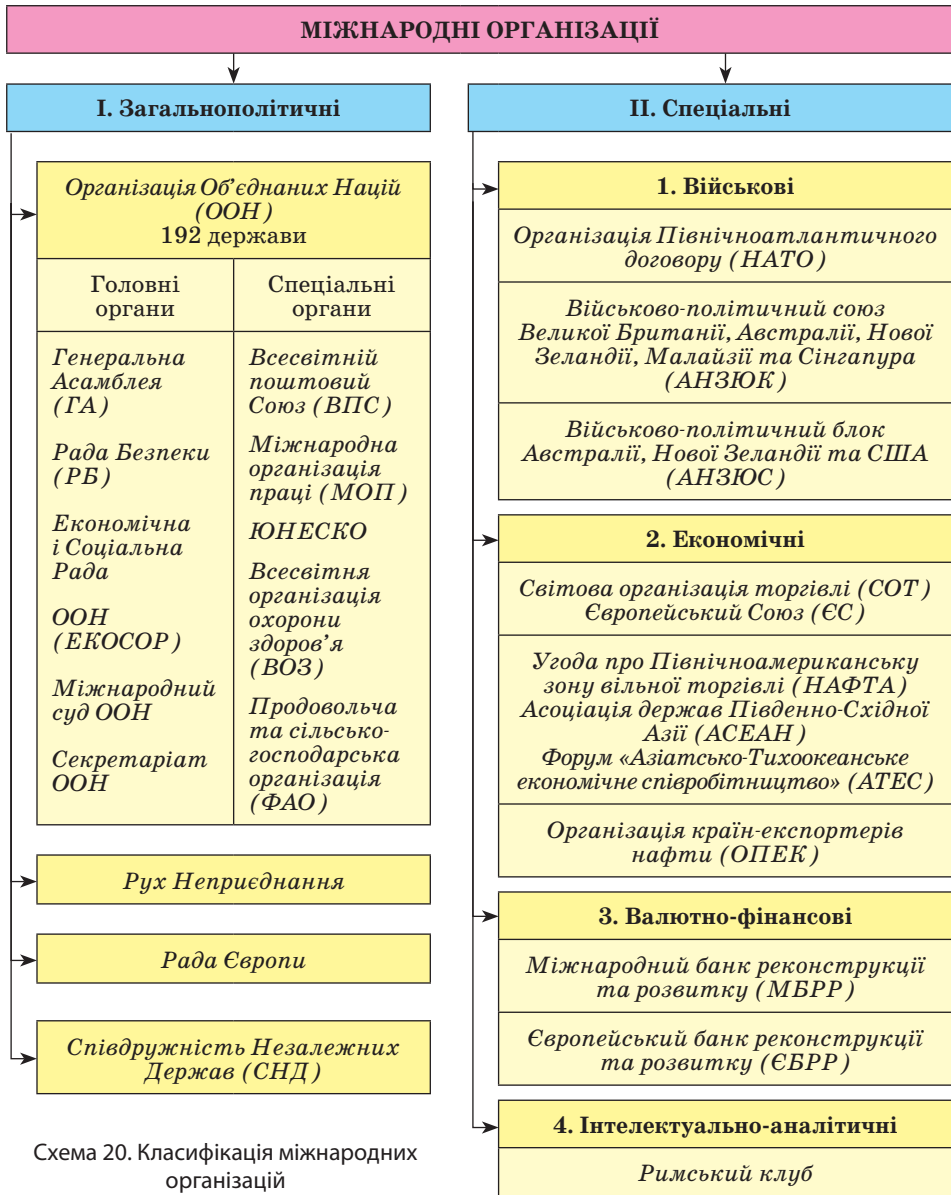 МІЖНАРОДНІ ОРГАНІЗАЦІЇ
І. Загальнополітичні
Організація Об’єднаних Націй
(ООН)
192 держави
Головні
органи
Генеральна
Асамблея
(ГА)
Рада Безпеки
(РБ)
Економічна
і Соціальна
Рада
ООН
(ЕКОСОР)
Міжнародний
суд ООН
Секретаріат
ООН
Спеціальні
органи
Всесвітній
поштовий
Союз (ВПС)
Міжнародна
організація
праці (МОП)
ЮНЕСКО
Всесвітня
організація
охорони
здоров’я
(ВОЗ)
Продовольча
та сільсько-
господарська
організація
(ФАО)
Рух Неприєднання
Рада Європи
Співдружність Незалежних
Держав (СНД)
Схема 20. Класифікація міжнародних
організацій
ІІ. Спеціальні
1. Військові
Організація Північноатлантичного
договору (НАТО)
Військово-політичний союз
Великої Британії, Австралії, Нової
Зеландії, Малайзії та Сінгапура
(АНЗЮК)
Військово-політичний блок
Австралії, Нової Зеландії та США
(АНЗЮС)
2. Економічні
Світова організація торгівлі (СОТ)
Європейський Союз (ЄС)
Угода про Північноамериканську
зону вільної торгівлі (НАФТА)
Асоціація держав Південно-Східної
Азії (АСЕАН)
Форум «Азіатсько-Тихоокеанське
економічне співробітництво» (АТЕС)
Організація країн-експортерів
нафти (ОПЕК)
3. Валютно-фінансові
Міжнародний банк реконструкції
та розвитку (МБРР)
Європейський банк реконструкції
та розвитку (ЄБРР)
4. Інтелектуально-аналітичні
Римський клуб